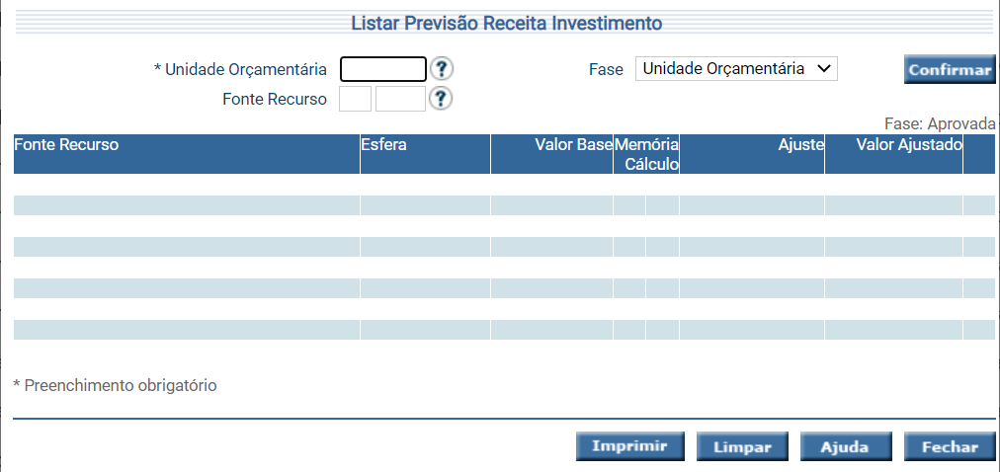 Listar Previsão Receita Investimento
* Unidade Orçamentária ? Fase Unidade Orçamentária Confirmar
Fonte Recurso ?
Fase: Aprovada
Fonte Recurso Esfera Valor Base Memória Cálculo Ajuste Valor Ajustado
* Preenchimento obrigatório
Imprimir Limpar Ajuda Fechar